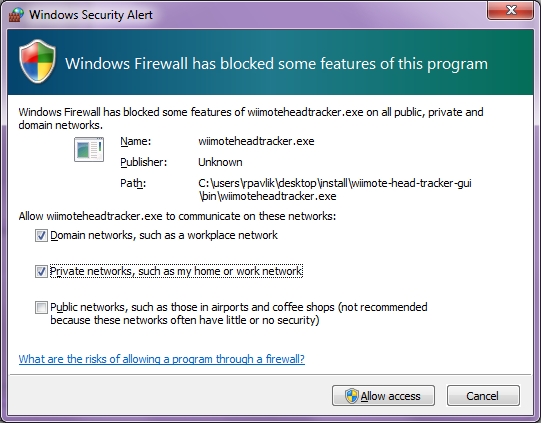 Windows Security Alert
Windows Firewall has blocked some features of this program
Windows Firewall has blocked some features of wiimoteheadtracker.exe on all public, private and
domain networks.
Name: wiimoteheadtracker.exe
Publisher: Unknown
Path: C:\users\rpavlik\desktop\install\wiimote-head-tracker-gui
\bin\wiimoteheadtracker.exe
Allow wiimoteheadtracker.exe to communicate on these networks:
Domain networks, such as a workplace network
Private networks, such as my home or work network
Public networks, such as those in airports and coffee shops (not recommended
because these networks often have little or no security)
What are the risks of allowing a program through a firewall?
Allow access Cancel